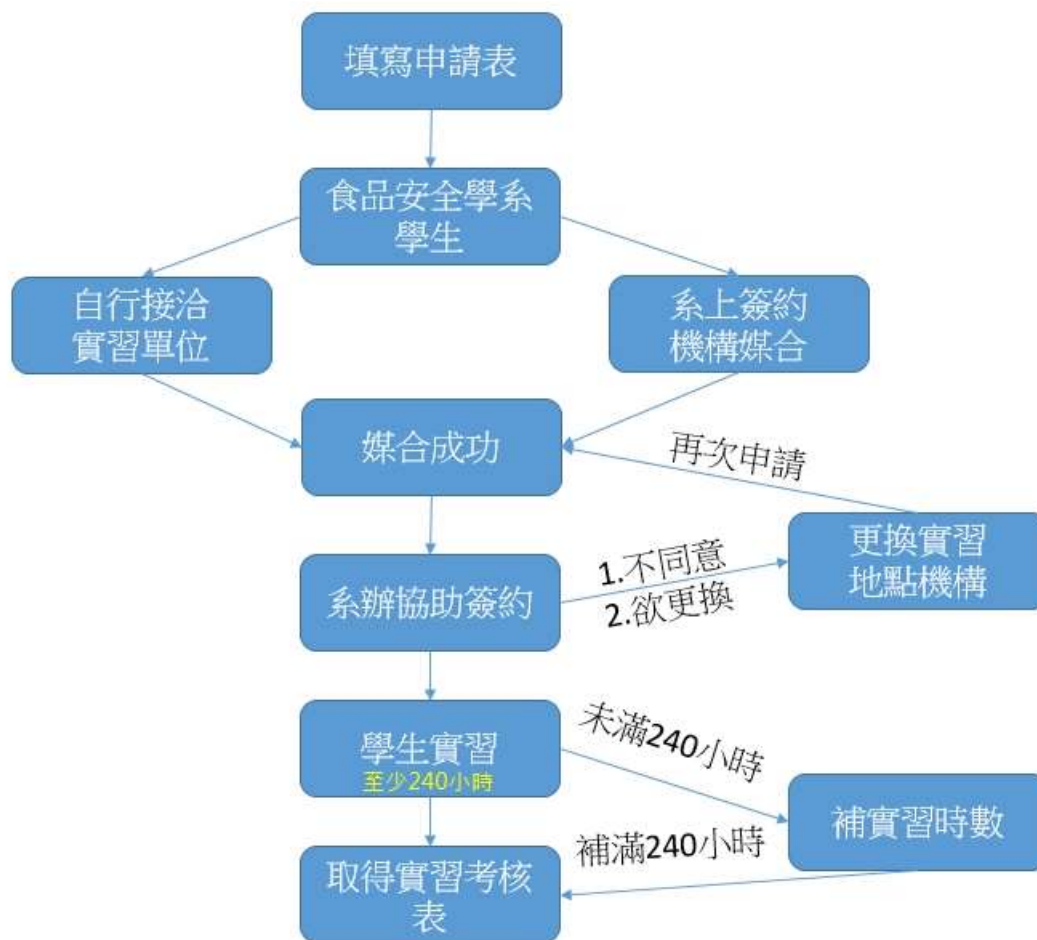 填寫申請表
食品安全學系
學生
自行接洽
實習單位
系上簽約
機構媒合
媒合成功
再次申請
更換實習
地點機構
系辦協助簽約
1.不同意
2.欲更換
學生實習
至少240小時
未滿240小時
補實習時數
補滿240小時
取得實習考核
表